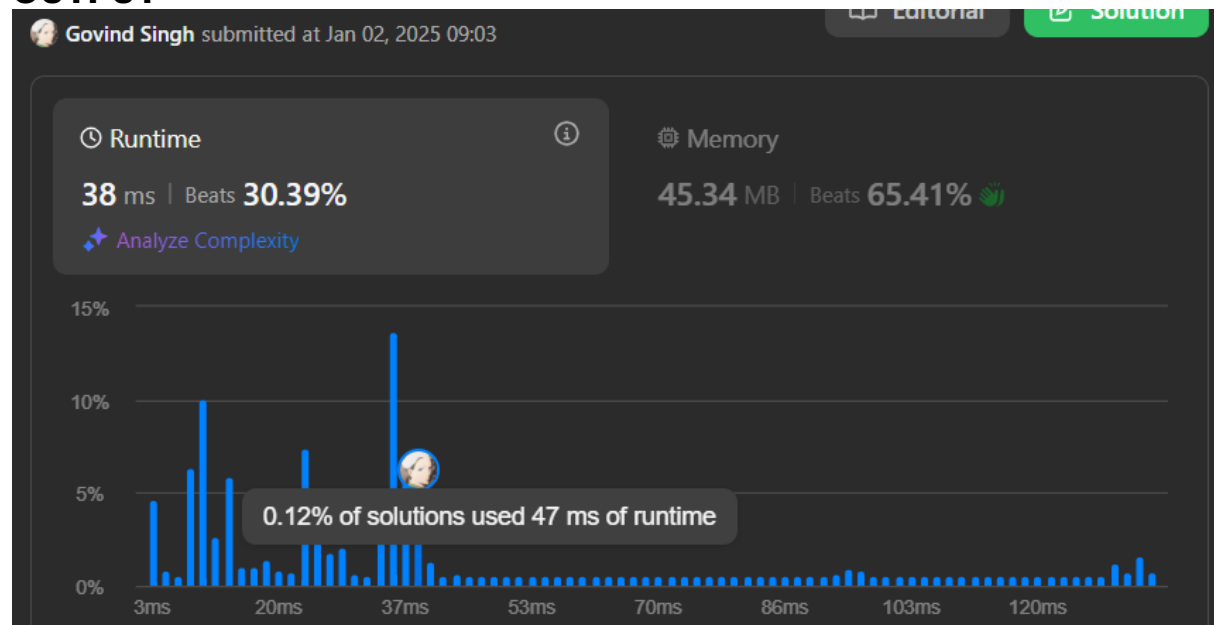 Editorial
Solution
Govind Singh submitted at Jan 02, 2025 09:03
Runtime
Memory
38 ms | Beats 30.39%
45.34 MB | Beats 65.41%
Analyze Complexity
15%
10%
5%
0.12% of solutions used 47 ms of runtime
0%
3ms 20ms 37ms 53ms 70ms 86ms 103ms 120ms